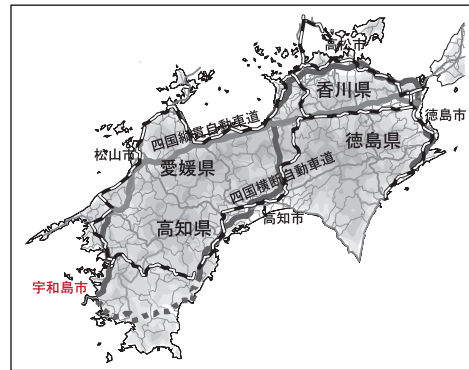 高松市
香川県
徳島市
四国縦貫自動車道
徳島県
松山市
愛媛県
四国横断自動車道
高知市
高知県
宇和島市